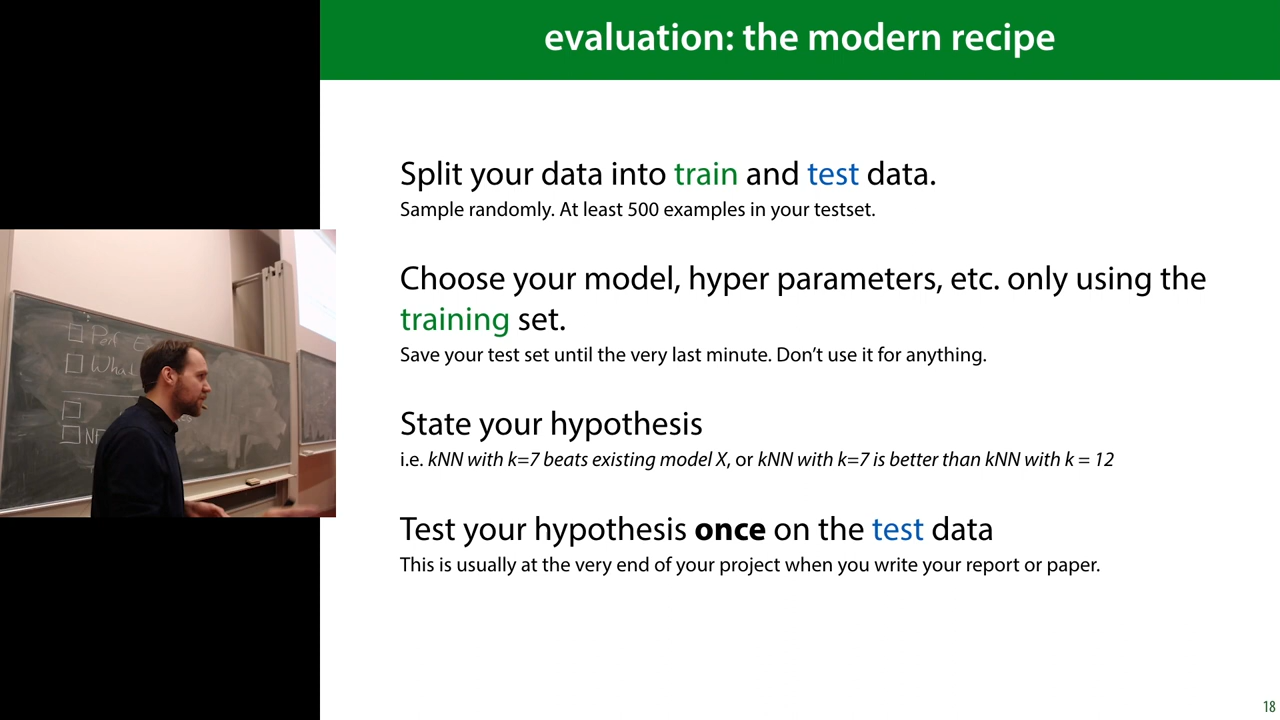 evaluation: the modern recipe
Split your data into train and test data.
Sample randomly. At least 500 examples in your testset.
Choose your model, hyper parameters, etc. only using the
training set.
Save your test set until the very last minute. Don’t use it for anything.
State your hypothesis
i.e. kNN with k=7 beats existing model X, or kNN with k=7 is better than kNN with k = 12
Test your hypothesis once on the test data
This is usually at the very end of your project when you write your report or paper.
18
Perf
What